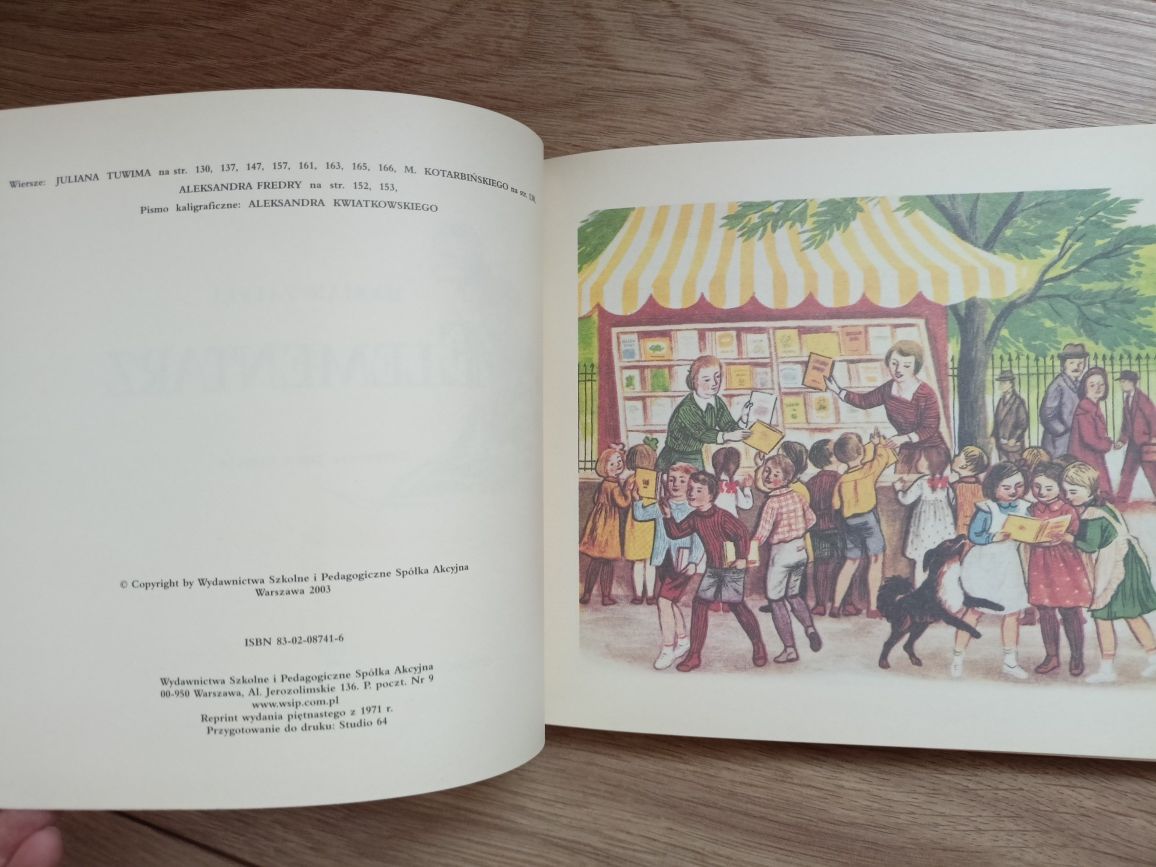 Wiersze: JULIANA TUWIMA na str. 130, 137, 147, 157, 161, 163, 165, 166, M. KOTARBIŃSKIEGO na str.
ALEKSANDRA FREDRY na str. 152, 153,
Pismo kaligraficzne: ALEKSANDRA KWIATKOWSKIEGO
© Copyright by Wydawnictwa Szkolne i Pedagogiczne Spółka Akcyjna
Warszawa 2003
ISBN 83-02-08741-6
Wydawnictwa Szkolne i Pedagogiczne Spółka Akcyjna
00-950 Warszawa, Al. Jerozolimskie 136. P. poczt. Nr 9
www.wsip.com.pl
Reprint wydania piętnastego z 1971 r.
Przygotowanie do druku: Studio 64